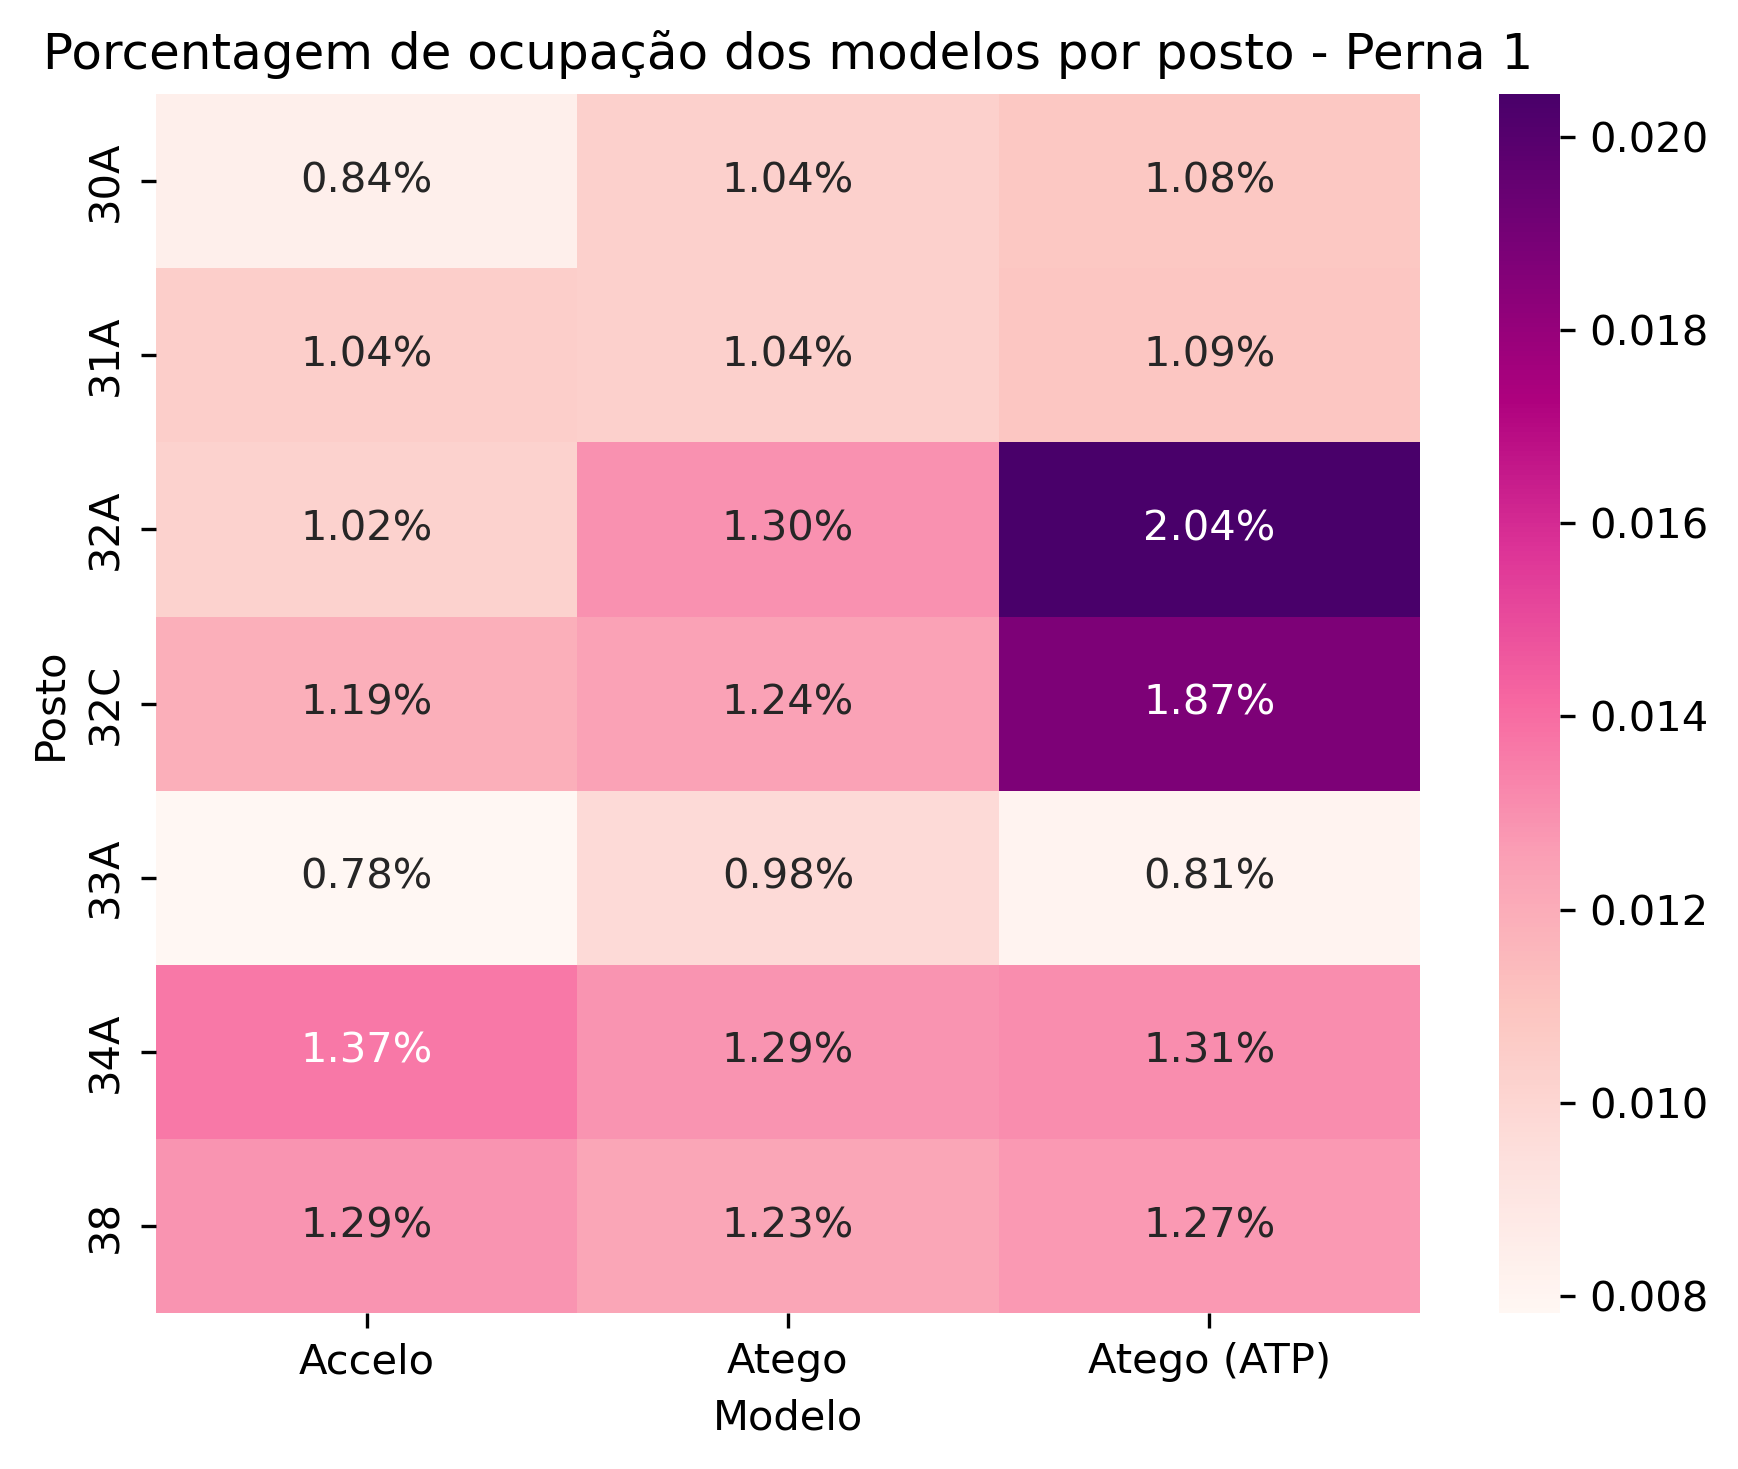 Porcentagem de ocupação dos modelos por posto - Perna 1
30A 0.84% 1.04% 1.08%
31A 1.04% 1.04% 1.09%
32A 1.02% 1.30% 2.04%
32C 1.19% 1.24% 1.87%
33A 0.78% 0.98% 0.81%
34A 1.37% 1.29% 1.31%
38 1.29% 1.23% 1.27%
Posto
Accelo Atego Atego (ATP)
Modelo
0.020
0.018
0.016
0.014
0.012
0.010
0.008